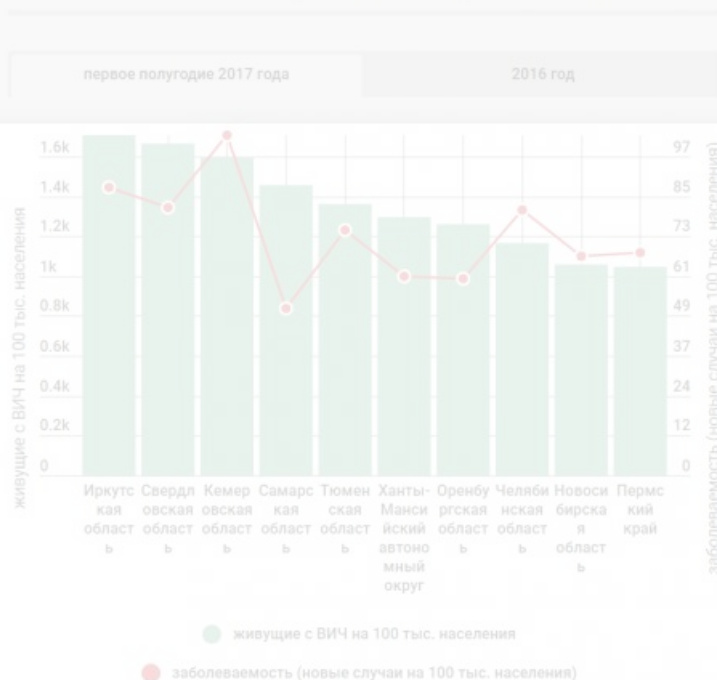 первое полугодие 2017 года
2016 год
живущие с ВИЧ на 100 тыс. населения
1.6k
1.4k
1.2k
1k
0.8k
0.6k
0.4k
0.2k
0
97
85
73
61
49
37
24
12
0
заболеваемость (новые случаи на 100 тыс. населения)
Иркутс
кая
област
ь
Свердл
овская
област
ь
Кемер
овская
област
ь
Самарс
кая
област
ь
Тюмен
ская
област
ь
Ханты-
Манси
йский
автоно
мный
округ
Оренбу
ргская
област
ь
Челяби
нская
област
ь
Новоси
бирска
я
област
ь
Пермс
кий
край
живущие с ВИЧ на 100 тыс. населения
заболеваемость (новые случаи на 100 тыс. населения)